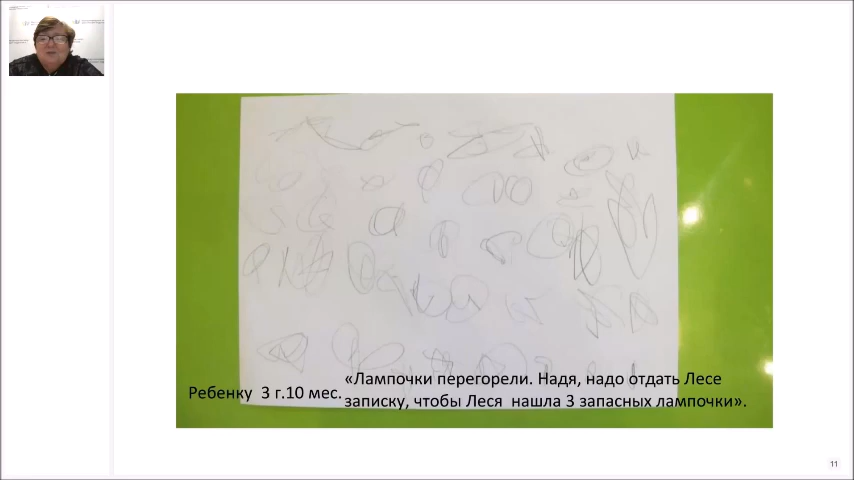 Ребенку 3 г.10 мес.
«Лампочки перегорели. Надя, надо отдать Лесе
записку, чтобы Леся нашла 3 запасных лампочки».
11